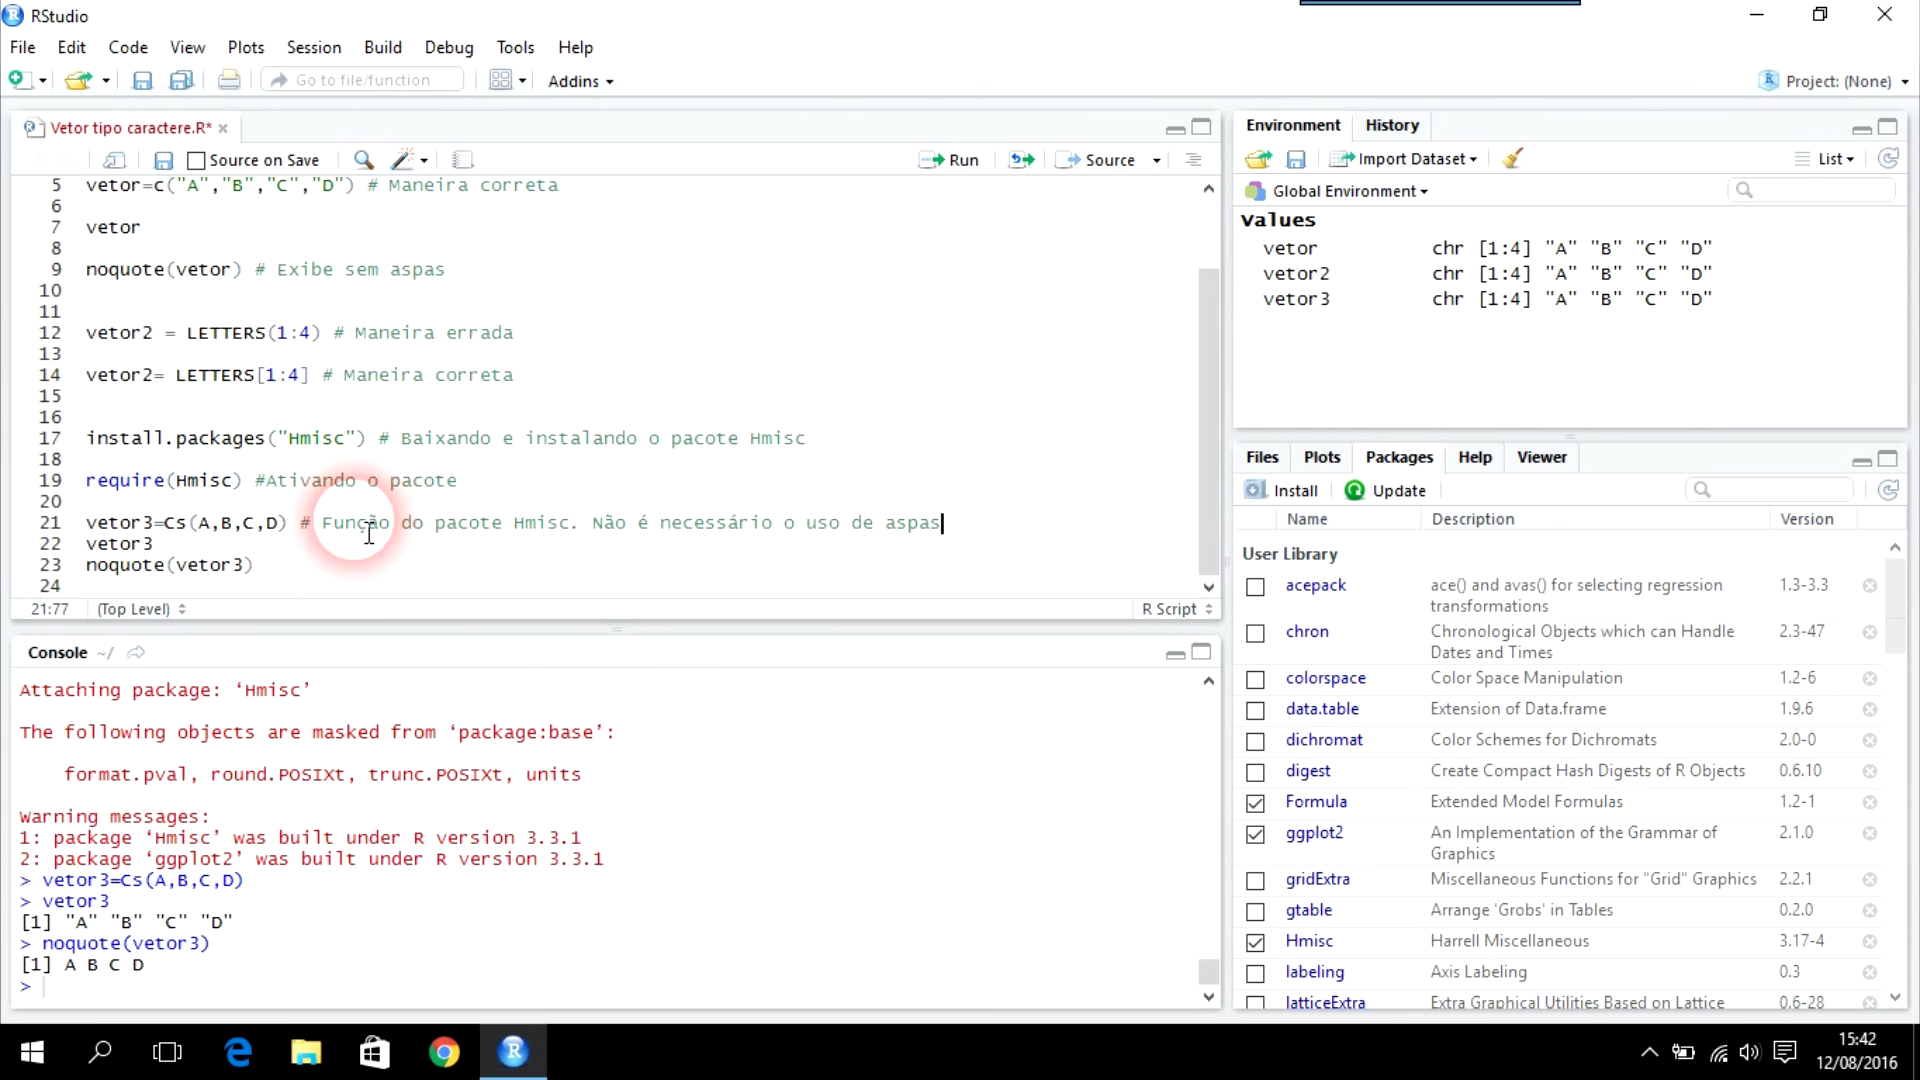 RStudio
File Edit Code View Plots Session Build Debug Tools Help
Go to file/function Addins Project: (None)
Vetor tipo caractere.R*
Source on Save Run Source
5 vetor=c("A","B","C","D") # Maneira correta
6
7 vetor
8
9 noquote(vetor) # Exibe sem aspas
10
11
12 vetor2 = LETTERS(1:4) # Maneira errada
13
14 vetor2= LETTERS[1:4] # Maneira correta
15
16
17 install.packages("Hmisc") # Baixando e instalando o pacote Hmisc
18
19 require(Hmisc) #Ativando o pacote
20
21 vetor3=Cs(A,B,C,D) # Função do pacote Hmisc. Não é necessário o uso de aspas
22 vetor3
23 noquote(vetor3)
24
21:77 (Top Level) R Script
Console ~/
Attaching package: ‘Hmisc’
The following objects are masked from ‘package:base’:
format.pval, round.POSIXt, trunc.POSIXt, units
Warning messages:
1: package ‘Hmisc’ was built under R version 3.3.1
2: package ‘ggplot2’ was built under R version 3.3.1
> vetor3=Cs(A,B,C,D)
> vetor3
[1] "A" "B" "C" "D"
> noquote(vetor3)
[1] A B C D
>
Environment History
Import Dataset List
Global Environment
Values
vetor chr [1:4] "A" "B" "C" "D"
vetor2 chr [1:4] "A" "B" "C" "D"
vetor3 chr [1:4] "A" "B" "C" "D"
Files Plots Packages Help Viewer
Install Update
Name Description Version
User Library
acepack ace() and avas() for selecting regression 1.3-3.3
transformations
chron Chronological Objects which can Handle 2.3-47
Dates and Times
colorspace Color Space Manipulation 1.2-6
data.table Extension of Data.frame 1.9.6
dichromat Color Schemes for Dichromats 2.0-0
digest Create Compact Hash Digests of R Objects 0.6.10
Formula Extended Model Formulas 1.2-1
ggplot2 An Implementation of the Grammar of 2.1.0
Graphics
gridExtra Miscellaneous Functions for "Grid" Graphics 2.2.1
gtable Arrange 'Grobs' in Tables 0.2.0
Hmisc Harrell Miscellaneous 3.17-4
labeling Axis Labeling 0.3
latticeExtra Extra Graphical Utilities Based on Lattice 0.6-28
15:42
12/08/2016